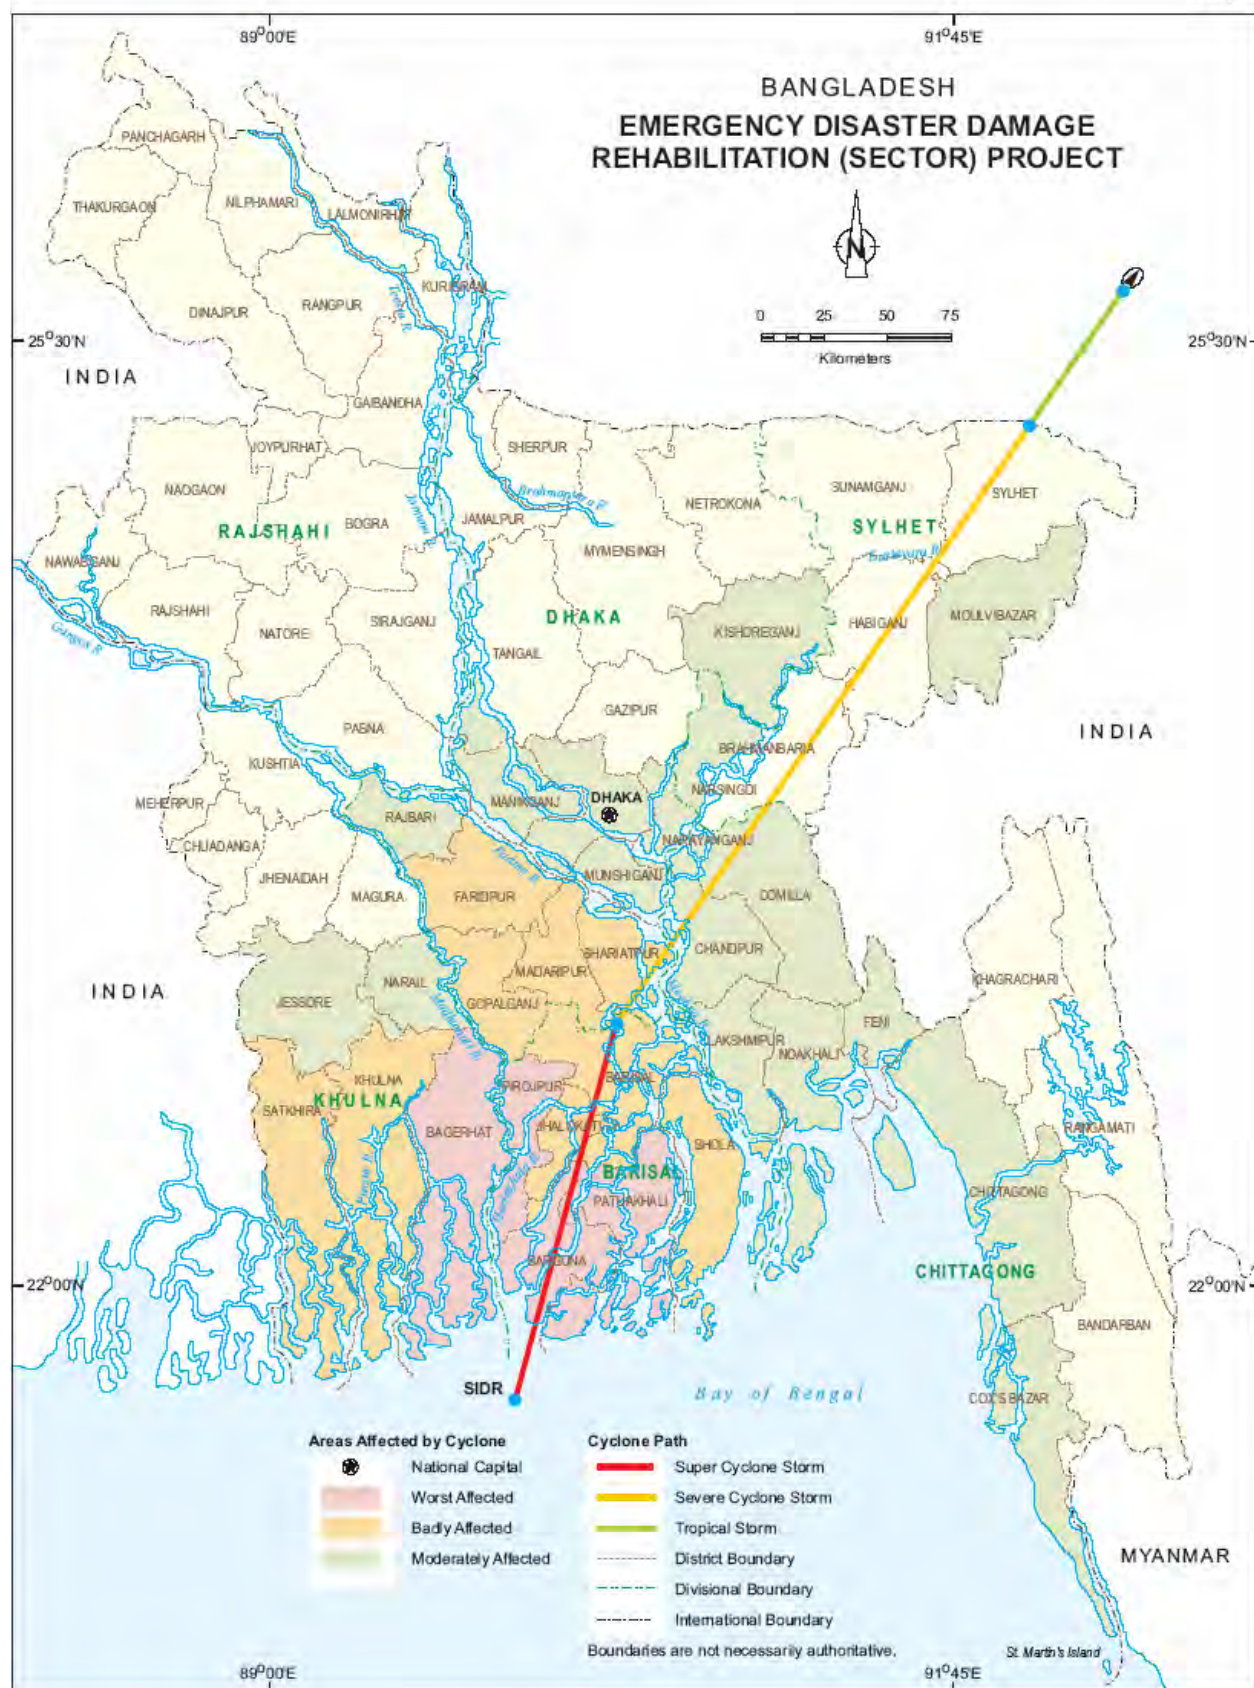 89°00'E
91°45'E
BANGLADESH
EMERGENCY DISASTER DAMAGE
REHABILITATION (SECTOR) PROJECT
N
0 25 50 75
Kilometers
25°30'N
25°30'N
INDIA
PANCHAGARH
THAKURGAON
NILPHAMARI
LALMONIRHAT
KURIGRAM
DINAJPUR
RANGPUR
Teesta R.
GAIBANDHA
JOYPURHAT
SHERPUR
NAOGAON
BOGRA
JAMALPUR
Brahmaputra R.
NETROKONA
SUNAMGANJ
SYLHET
RAJSHAHI
SYLHET
Jamuna R.
MYMENSINGH
NAWABGANJ
RAJSHAHI
NATORE
SIRAJGANJ
DHAKA
KISHOREGANJ
HABIGANJ
MOULVIBAZAR
Ganges R.
TANGAIL
GAZIPUR
PABNA
KUSHTIA
BRAHMANBARIA
INDIA
MEHERPUR
MANIKGANJ
DHAKA
NARSINGDI
RAJBARI
NARAYANGANJ
CHUADANGA
JHENAIDAH
MAGURA
FARIDPUR
Padma R.
MUNSHIGANJ
COMILLA
SHARIATPUR
CHANDPUR
INDIA
JESSORE
NARAIL
MADARIPUR
GOPALGANJ
KHAGRACHARI
LAKSHMIPUR
NOAKHALI
FENI
KHULNA
KHULNA
SATKHIRA
PIROJPUR
BARISAL
BAGERHAT
JHALOKATI
BHOLA
RANGAMATI
BARISAL
PATUAKHALI
CHITTAGONG
BARGUNA
CHITTAGONG
22°00'N
22°00'N
BANDARBAN
SIDR
Bay of Bengal
COX'S BAZAR
Areas Affected by Cyclone
National Capital
Worst Affected
Badly Affected
Moderately Affected
Cyclone Path
Super Cyclone Storm
Severe Cyclone Storm
Tropical Storm
District Boundary
Divisional Boundary
International Boundary
Boundaries are not necessarily authoritative.
MYANMAR
St. Martin's Island
89°00'E
91°45'E